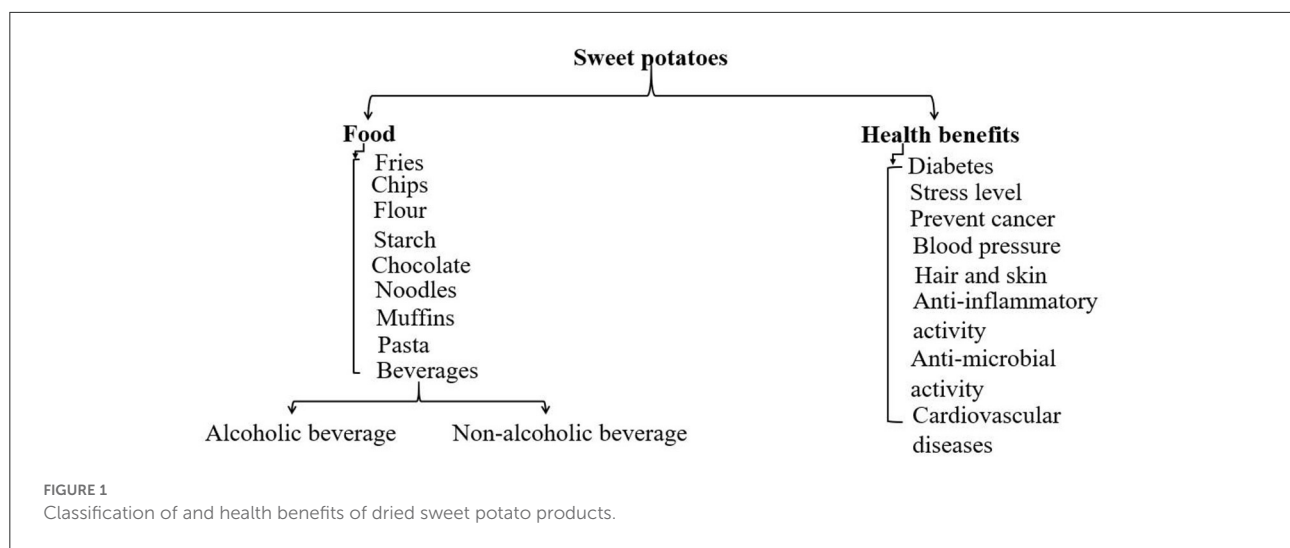 Sweet potatoes
Food
Fries
Chips
Flour
Starch
Chocolate
Noodles
Muffins
Pasta
Beverages
Alcoholic beverage
Non-alcoholic beverage
Health benefits
Diabetes
Stress level
Prevent cancer
Blood pressure
Hair and skin
Anti-inflammatory
activity
Anti-microbial
activity
Cardiovascular
diseases
FIGURE 1
Classification of and health benefits of dried sweet potato products.